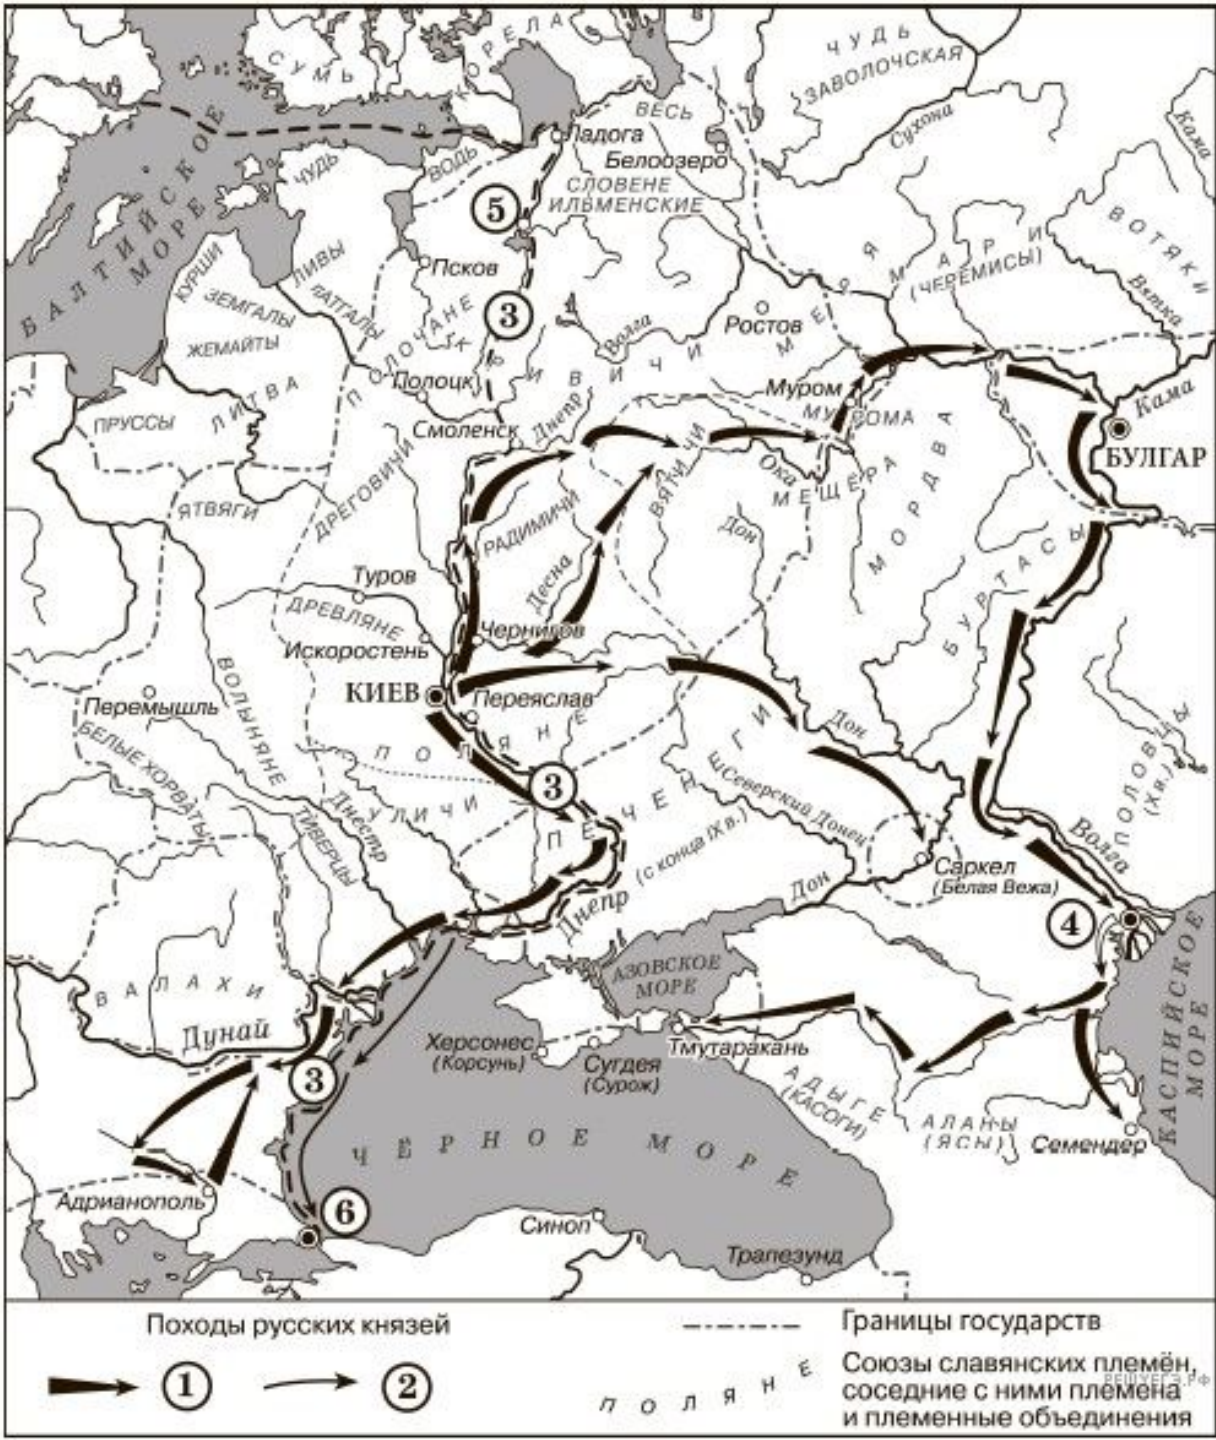 СУМЬ
КОРЕЛА
ЧУДЬ
ЗАВОЛОЧСКАЯ
Сухона
Кама
ВЕСЬ
Ладога
Белоозеро
БАЛТИЙСКОЕ
МОРЕ
ЧУДЬ
ВОДЬ
СЛОВЕНЕ
ИЛЬМЕНСКИЕ
5
ВОТЯКИ
Вятка
МАРИ
(ЧЕРЕМИСЫ)
МЕРЯ
КУРШИ
ЛИВЫ
Псков
ЗЕМГАЛЫ
ЛАТГАЛЫ
3
Ростов
Волга
ЖЕМАЙТЫ
ПОЛОЧАНЕ
КРИВИЧИ
Полоцк
Муром
МУРОМА
Кама
ЛИТВА
ПРУССЫ
Смоленск
Днепр
БУЛГАР
ВЯТИЧИ
Ока
МЕЩЕРА
МОРДВА
ЯТВЯГИ
ДРЕГОВИЧИ
РАДИМИЧИ
Дон
БУРТАСЫ
Туров
Десна
ДРЕВЛЯНЕ
Чернигов
Искоростень
КИЕВ
Переяслав
Перемышль
ВОЛЫНЯНЕ
БЕЛЫЕ ХОРВАТЫ
ПОЛЯНЕ
Дон
ПОЛОВЦЫ
(X в.)
3
ПЕЧЕНЕГИ
(с конца IX в.)
Северский Донец
УЛИЧИ
Днестр
ТИВЕРЦЫ
Волга
Саркел
(Белая Вежа)
Дон
Днепр
4
АЗОВСКОЕ
МОРЕ
ВАЛАХИ
Дунай
КАСПИЙСКОЕ
МОРЕ
Херсонес
(Корсунь)
Сугдея
(Сурож)
Тмутаракань
3
АДЫГЕ
(КАСОГИ)
АЛАНЫ
(ЯСЫ)
Семендер
ЧЁРНОЕ МОРЕ
Адрианополь
6
Синоп
Трапезунд
Походы русских князей
1
2
Границы государств
ПОЛЯНЕ
Союзы славянских племён,
соседние с ними племена
и племенные объединения
РЕШУЕГЭ.РФ